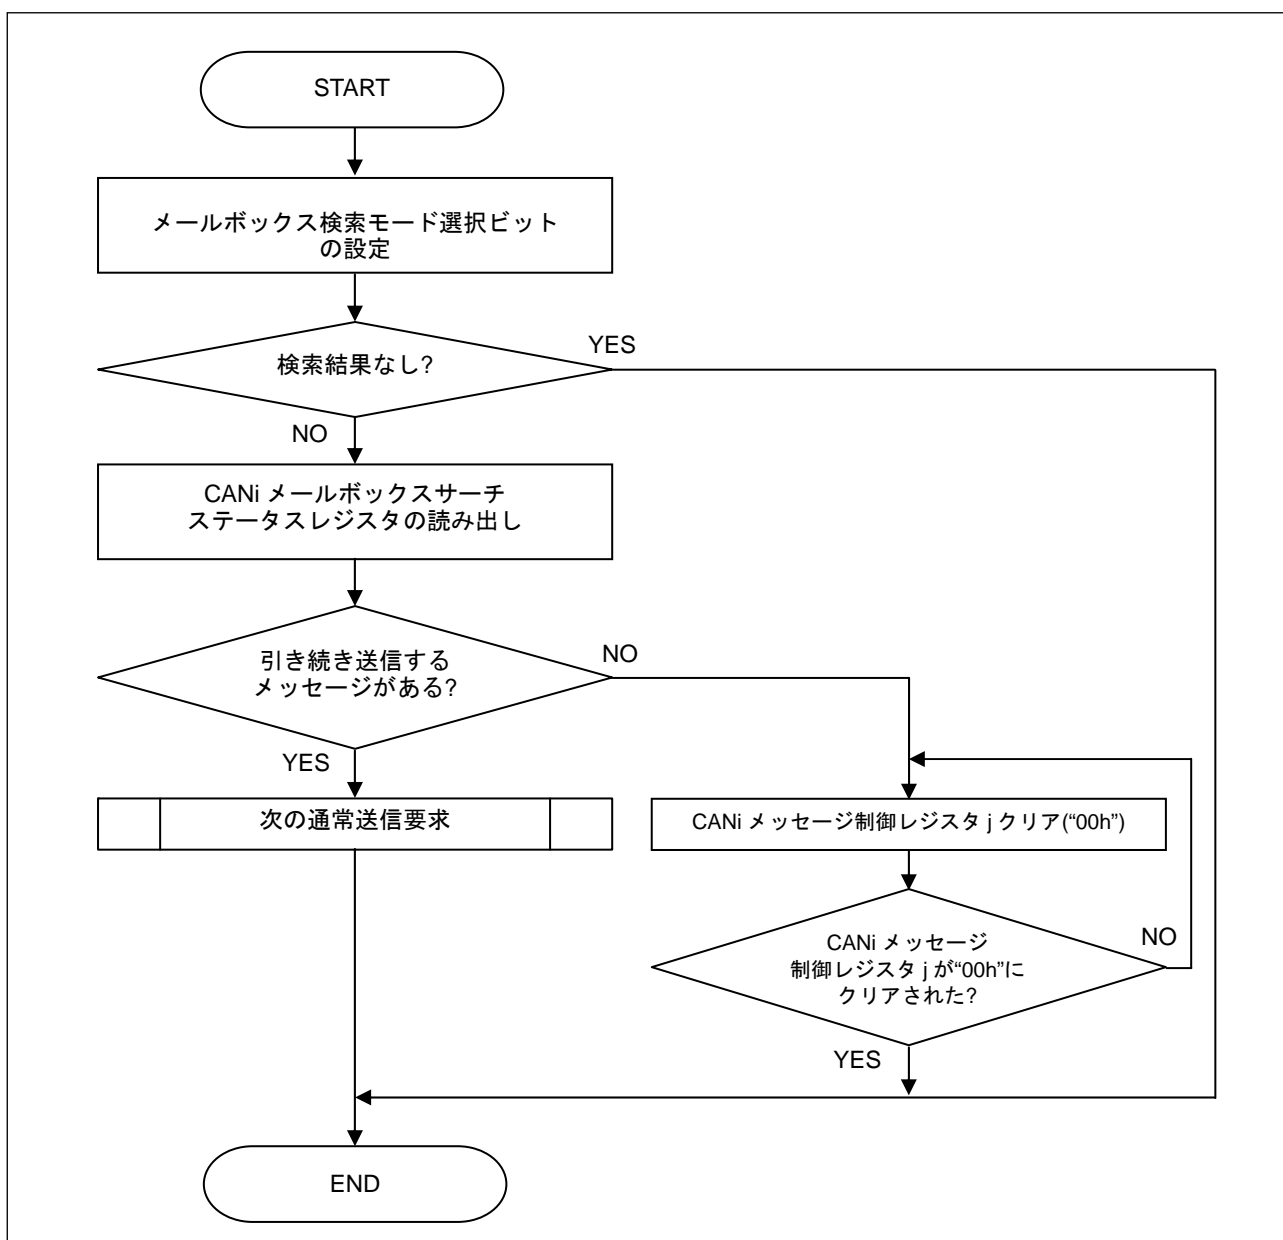 START
メールボックス検索モード選択ビット
の設定
検索結果なし?
YES
NO
CANi メールボックスサーチ
ステータスレジスタの読み出し
引き続き送信する
メッセージがある?
NO
YES
次の通常送信要求
CANi メッセージ制御レジスタ j クリア(“00h”)
CANi メッセージ
制御レジスタ j が“00h”に
クリアされた?
NO
YES
END